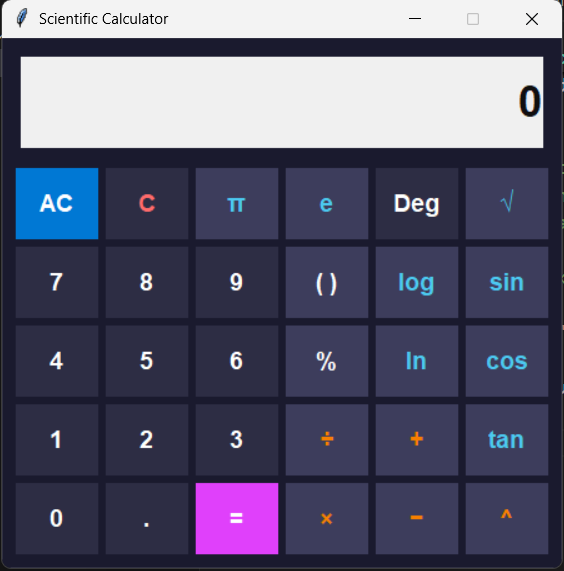 Scientific Calculator
0
AC C π e Deg √
7 8 9 ( ) log sin
4 5 6 % ln cos
1 2 3 ÷ + tan
0 . = × − ^